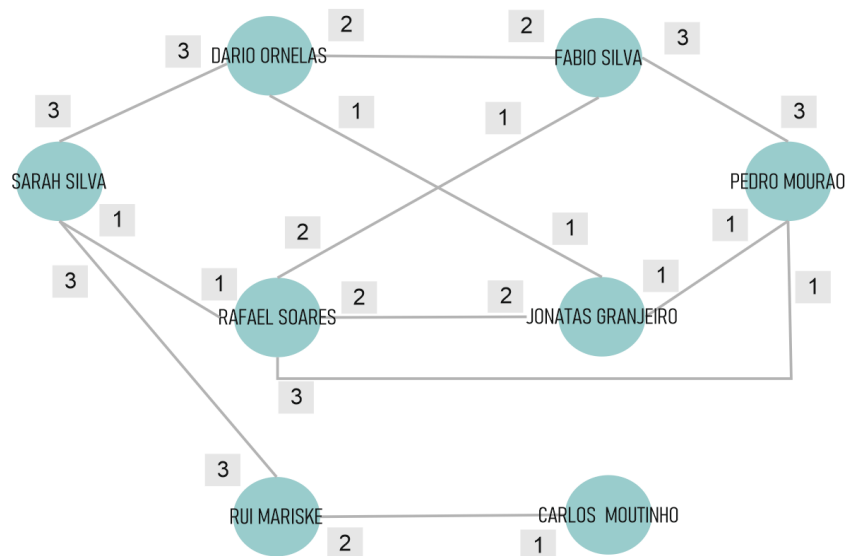 2
2
3
DARIO ORNELAS
FABIO SILVA
3
3
1
1
3
SARAH SILVA
PEDRO MOURAO
1
2
1
1
3
1
2
2
1
1
RAFAEL SOARES
JONATAS GRANJEIRO
3
3
RUI MARISKE
CARLOS MOUTINHO
2
1